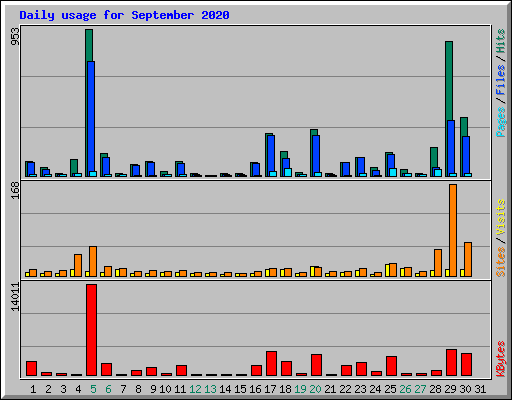 Daily usage for September 2020
953
Pages / Files / Hits
168
Sites / Visits
14011
KBytes
1 2 3 4 5 6 7 8 9 10 11 12 13 14 15 16 17 18 19 20 21 22 23 24 25 26 27 28 29 30 31